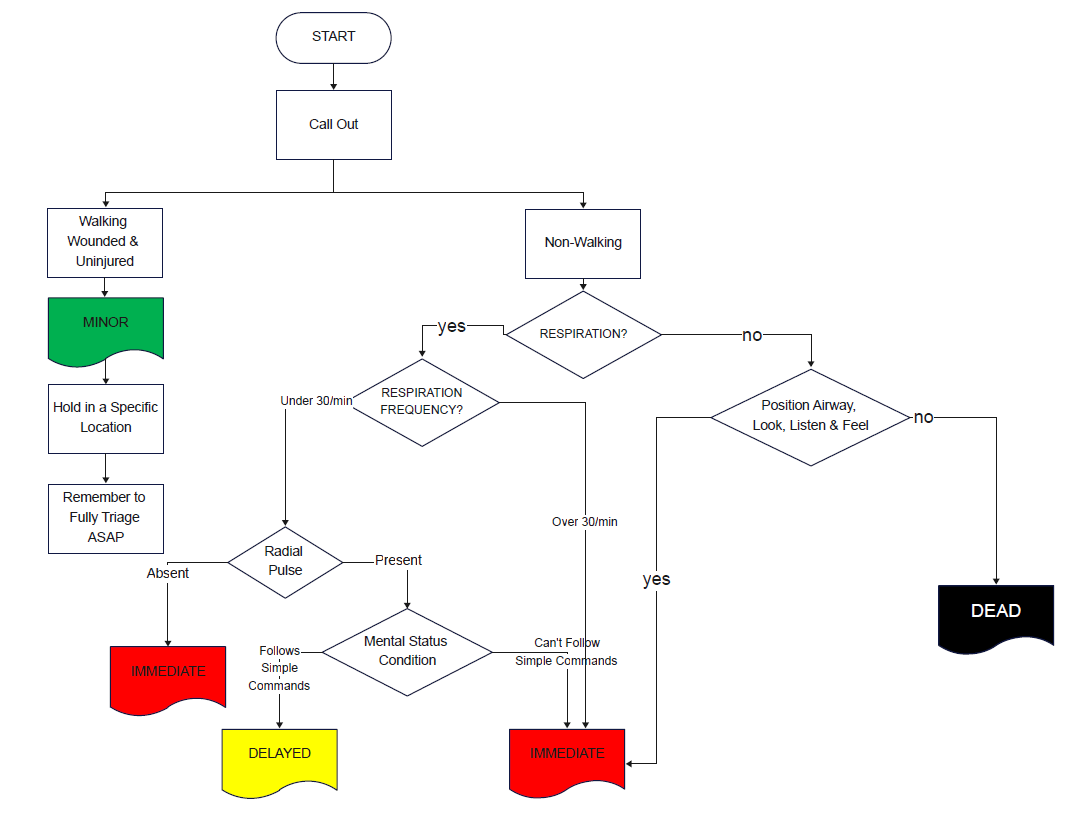 START
Call Out
Walking
Wounded &
Uninjured
Non-Walking
MINOR
RESPIRATION?
yes
no
Hold in a Specific
Location
Under 30/min
RESPIRATION
FREQUENCY?
Position Airway,
Look, Listen & Feel
no
Remember to
Fully Triage
ASAP
Over 30/min
Radial
Pulse
Absent
Present
yes
Mental Status
Condition
Follows
Simple
Commands
Can't Follow
Simple Commands
DEAD
IMMEDIATE
DELAYED
IMMEDIATE